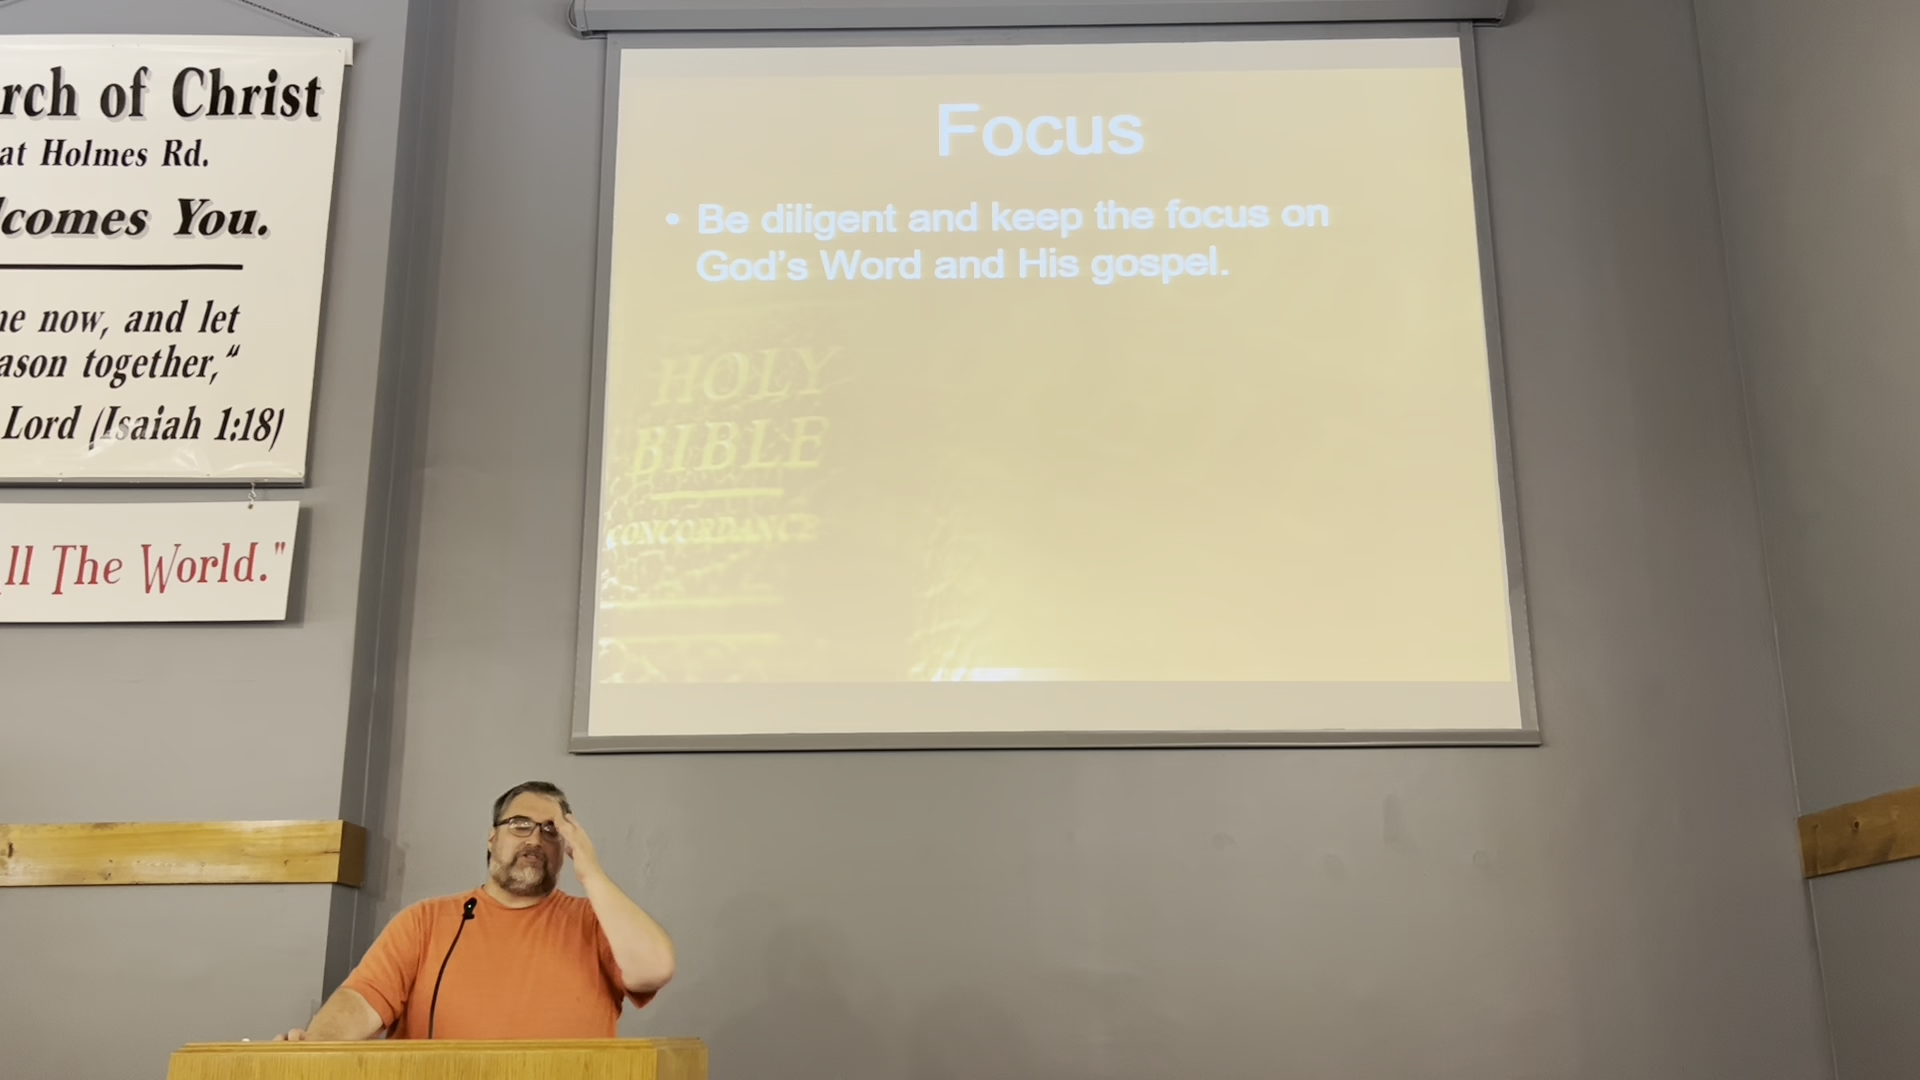 rch of Christ
at Holmes Rd.
lcomes You.
ne now, and let
ason together,“
Lord (Isaiah 1:18)
ll The World."
Focus
• Be diligent and keep the focus on
God’s Word and His gospel.
HOLY
BIBLE
CONCORDANCE